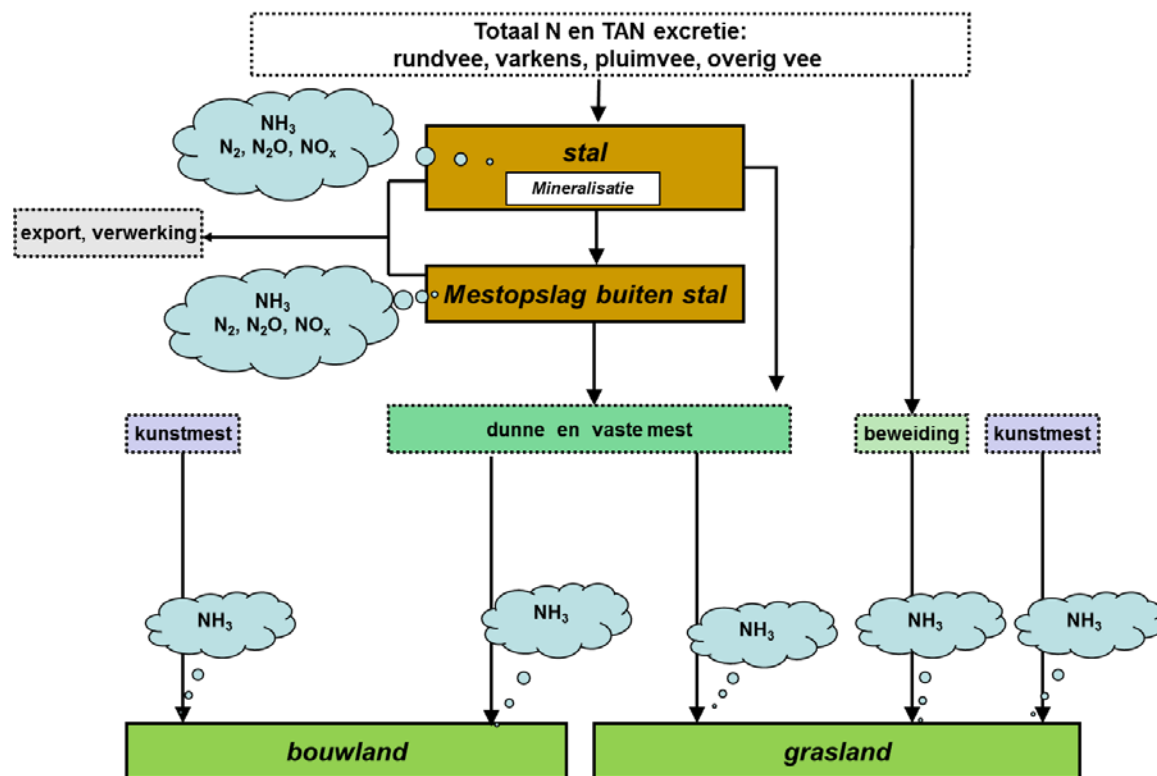 Totaal N en TAN excretie:
rundvee, varkens, pluimvee, overig vee
NH₃
N₂, N₂O, NOₓ
stal
Mineralisatie
export, verwerking
Mestopslag buiten stal
NH₃
N₂, N₂O, NOₓ
kunstmest
dunne en vaste mest
beweiding
kunstmest
NH₃
NH₃
NH₃
NH₃
NH₃
bouwland
grasland